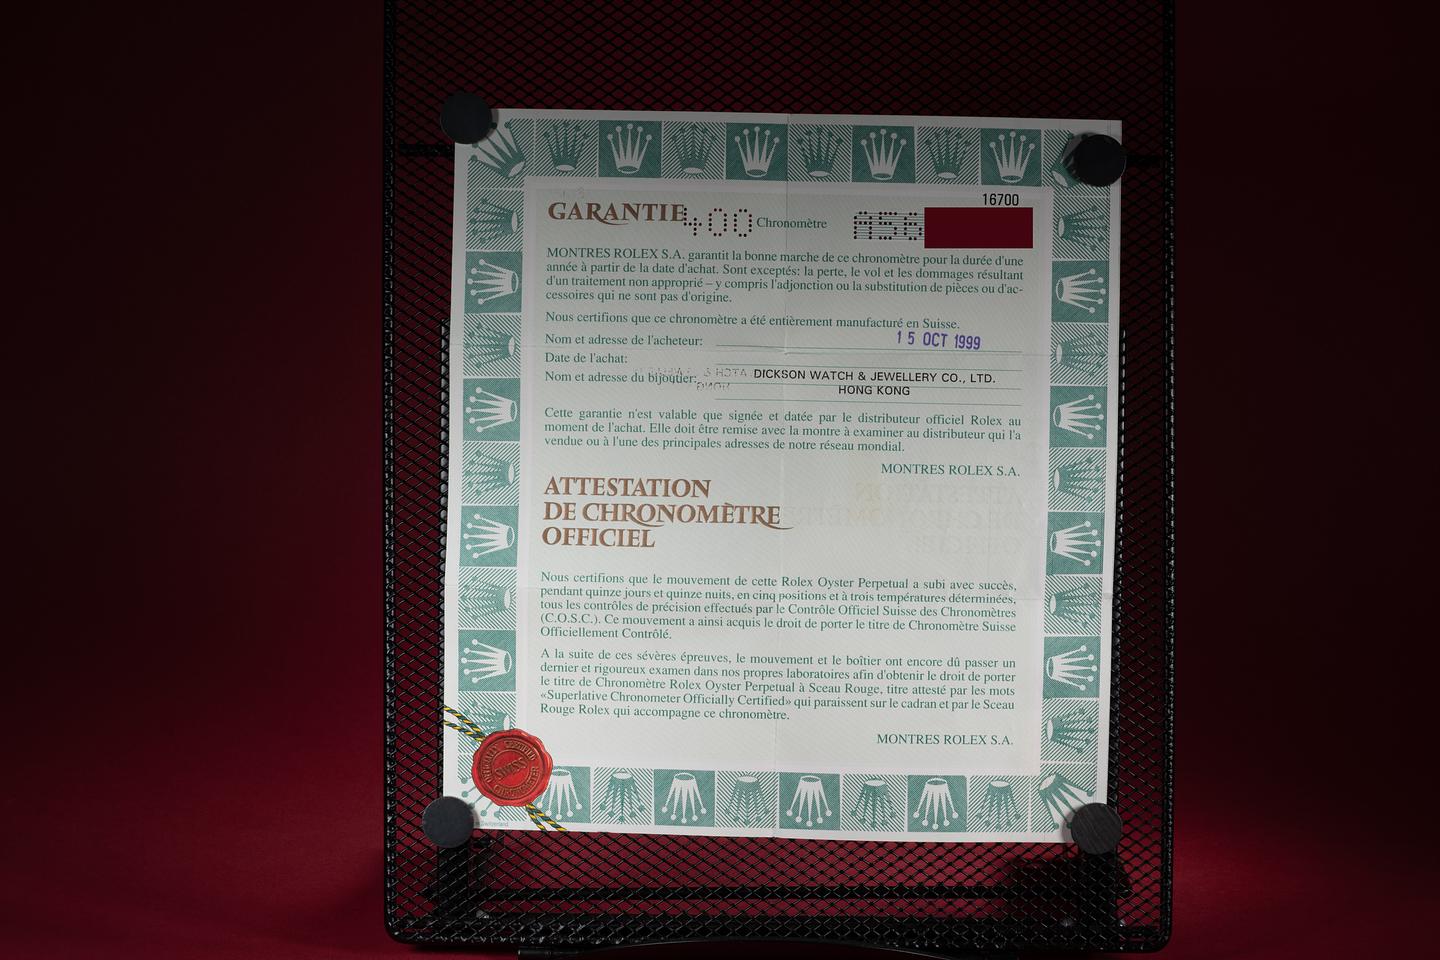 16700
GARANTIE 400 Chronomètre A56
MONTRES ROLEX S.A. garantit la bonne marche de ce chronomètre pour la durée d'une
année à partir de la date d'achat. Sont exceptés: la perte, le vol et les dommages résultant
d'un traitement non approprié – y compris l'adjonction ou la substitution de pièces ou d'ac-
cessoires qui ne sont pas d'origine.
Nous certifions que ce chronomètre a été entièrement manufacturé en Suisse.
Nom et adresse de l'acheteur:
15 OCT 1999
Date de l'achat:
Nom et adresse du bijoutier: DICKSON WATCH & JEWELLERY CO., LTD.
HONG KONG
Cette garantie n'est valable que signée et datée par le distributeur officiel Rolex au
moment de l'achat. Elle doit être remise avec la montre à examiner au distributeur qui l'a
vendue ou à l'une des principales adresses de notre réseau mondial.
MONTRES ROLEX S.A.
ATTESTATION
DE CHRONOMÈTRE
OFFICIEL
Nous certifions que le mouvement de cette Rolex Oyster Perpetual a subi avec succès,
pendant quinze jours et quinze nuits, en cinq positions et à trois températures déterminées,
tous les contrôles de précision effectués par le Contrôle Officiel Suisse des Chronomètres
(C.O.S.C.). Ce mouvement a ainsi acquis le droit de porter le titre de Chronomètre Suisse
Officiellement Contrôlé.
A la suite de ces sévères épreuves, le mouvement et le boîtier ont encore dû passer un
dernier et rigoureux examen dans nos propres laboratoires afin d'obtenir le droit de porter
le titre de Chronomètre Rolex Oyster Perpetual à Sceau Rouge, titre attesté par les mots
«Superlative Chronometer Officially Certified» qui paraissent sur le cadran et par le Sceau
Rouge Rolex qui accompagne ce chronomètre.
MONTRES ROLEX S.A.
OFFICIALLY CERTIFIED
SWISS
CHRONOMETER
Switzerland